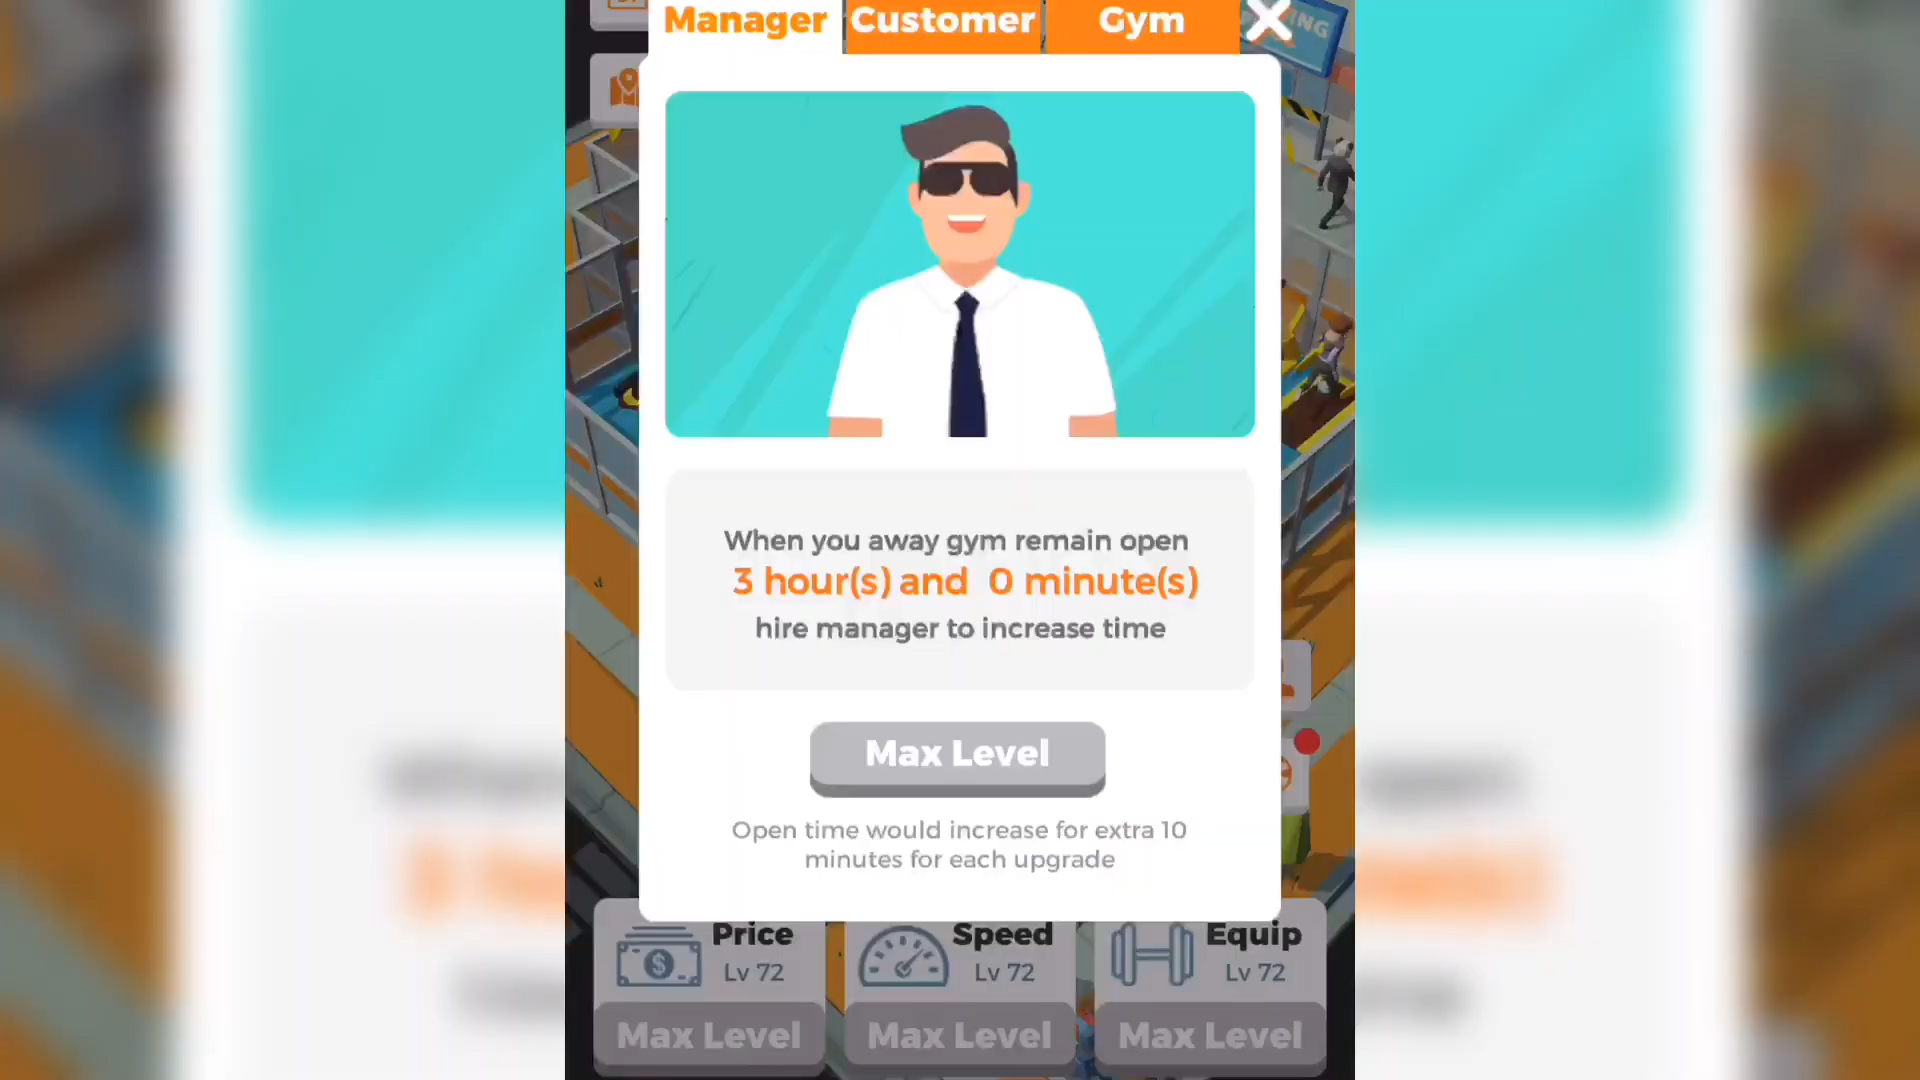 Manager
Customer
Gym
When you away gym remain open
3 hour(s) and 0 minute(s)
hire manager to increase time
Max Level
Open time would increase for extra 10
minutes for each upgrade
Price
Lv 72
Max Level
Speed
Lv 72
Max Level
Equip
Lv 72
Max Level